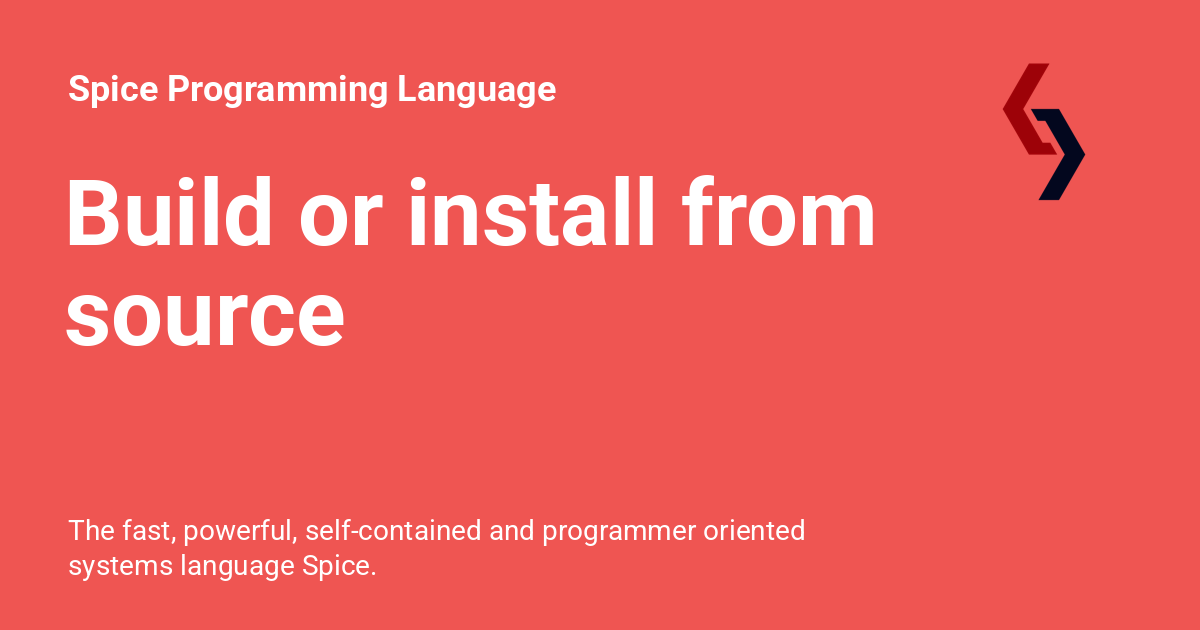 Spice Programming Language
Build or install from
source
The fast, powerful, self-contained and programmer oriented
systems language Spice.